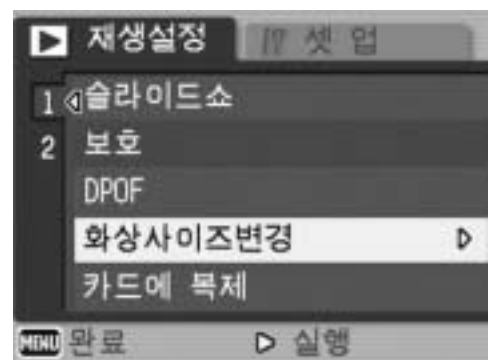 재생설정 셋 업
1 슬라이드쇼
2 보호
DPOF
화상사이즈변경
카드에 복제
MENU 완료 실행